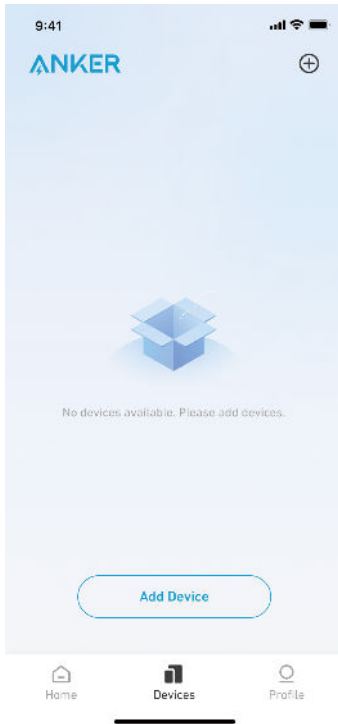 9:41
ANKER
No devices available. Please add devices.
Add Device
Home
Devices
Profile